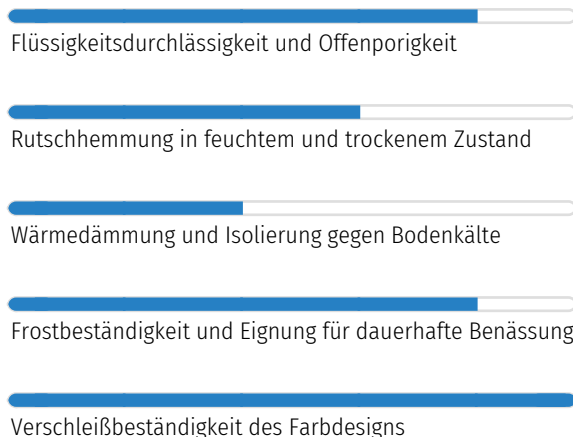 Flüssigkeitsdurchlässigkeit und Offenporigkeit
Rutschhemmung in feuchtem und trockenem Zustand
Wärmedämmung und Isolierung gegen Bodenkälte
Frostbeständigkeit und Eignung für dauerhafte Benässung
Verschleißbeständigkeit des Farbdesigns